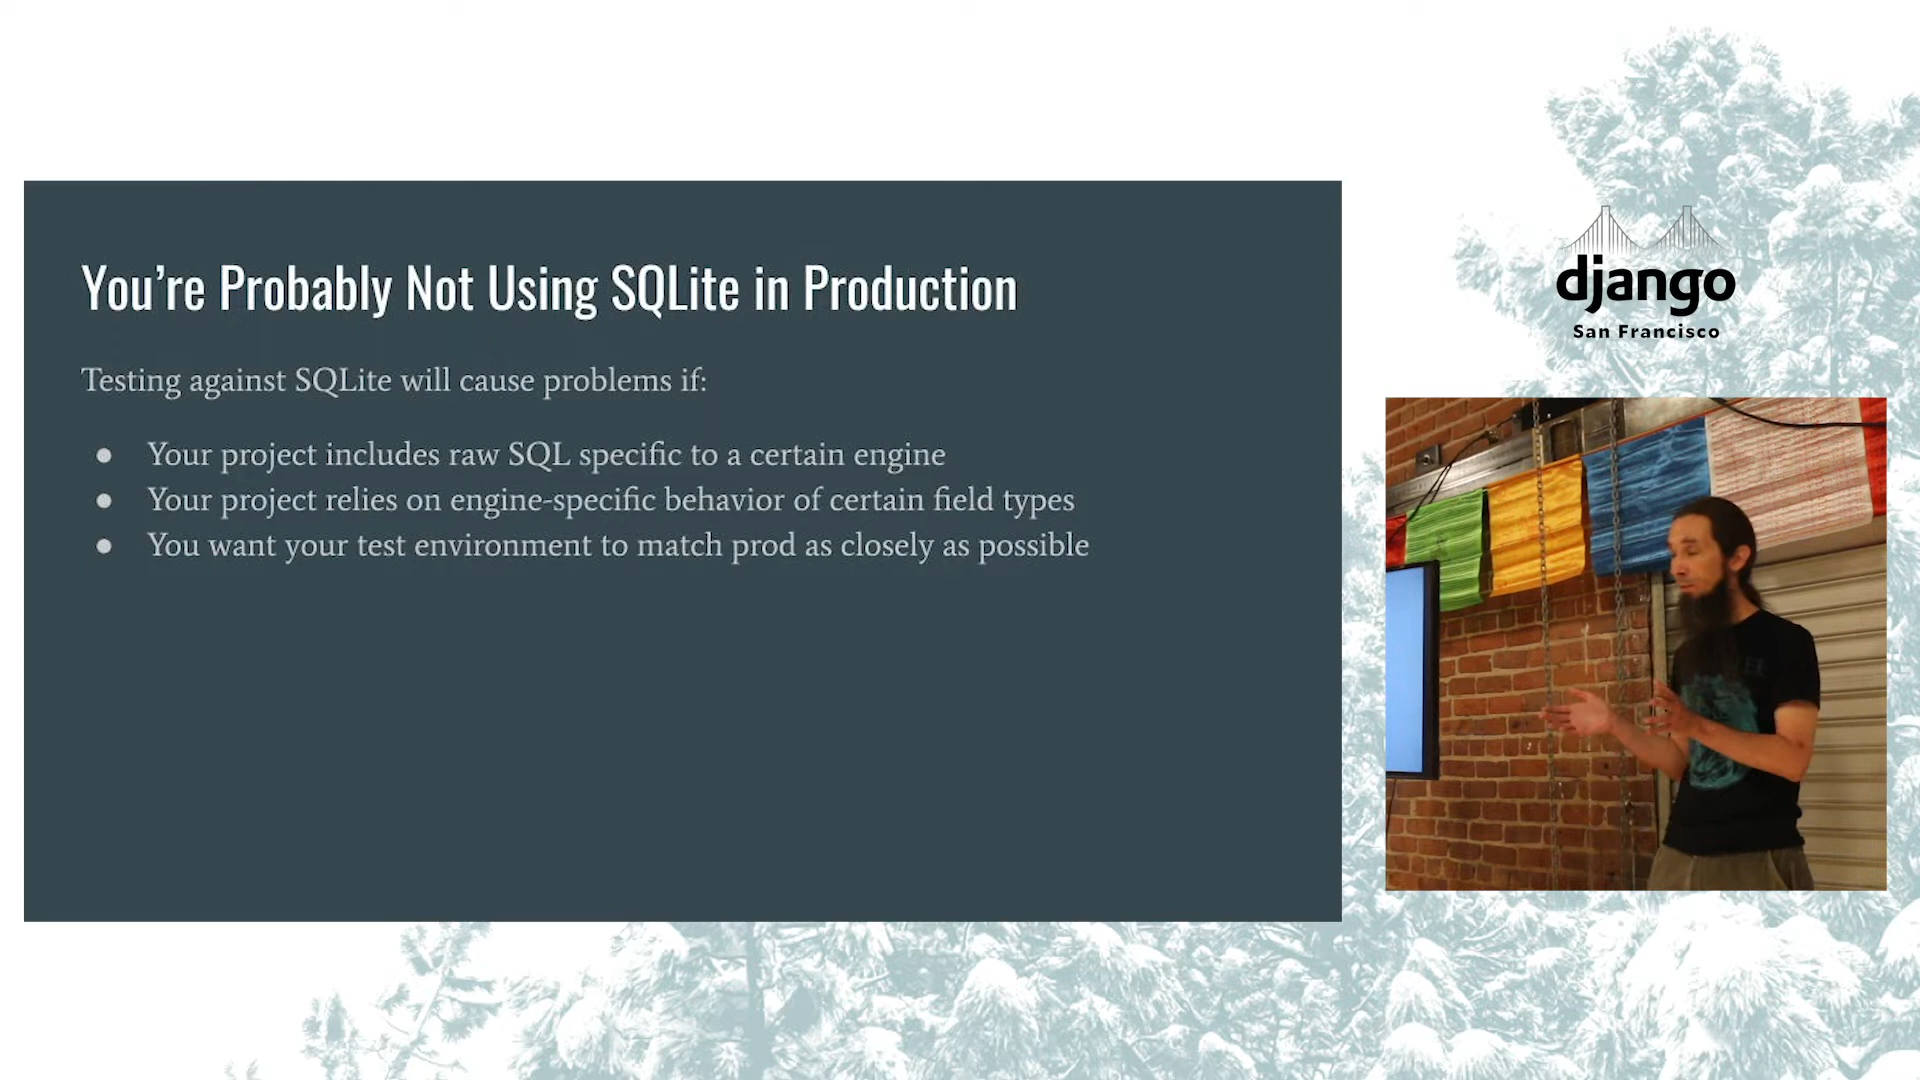 You’re Probably Not Using SQLite in Production
Testing against SQLite will cause problems if:
● Your project includes raw SQL specific to a certain engine
● Your project relies on engine-specific behavior of certain field types
● You want your test environment to match prod as closely as possible
django
San Francisco